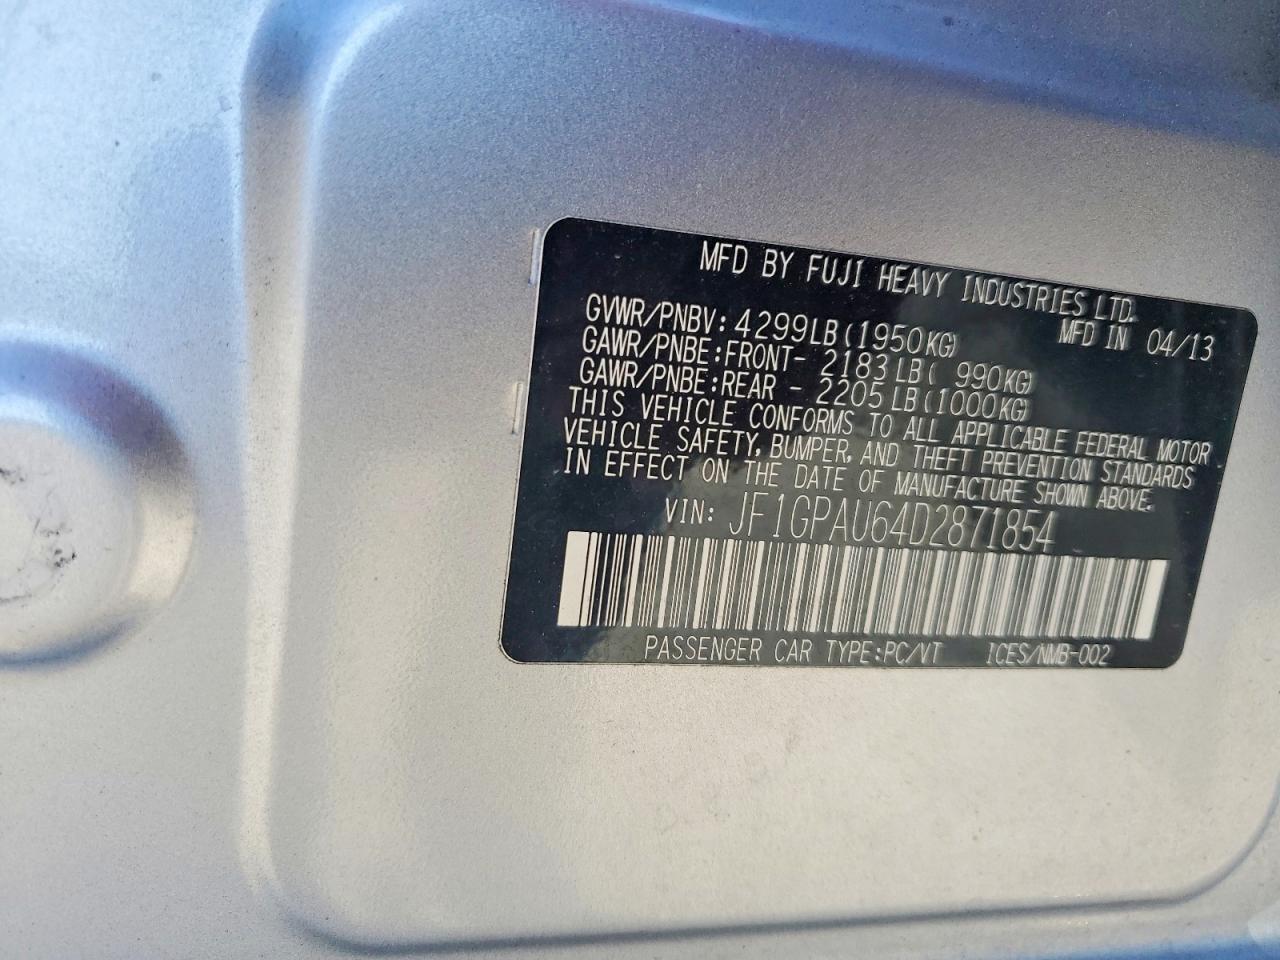 MFD BY FUJI HEAVY INDUSTRIES LTD.
MFD IN 04/13
GVWR/PNBV: 4299LB(1950KG)
GAWR/PNBE:FRONT- 2183LB( 990KG)
GAWR/PNBE:REAR - 2205LB(1000KG)
THIS VEHICLE CONFORMS TO ALL APPLICABLE FEDERAL MOTOR
VEHICLE SAFETY, BUMPER, AND THEFT PREVENTION STANDARDS
IN EFFECT ON THE DATE OF MANUFACTURE SHOWN ABOVE.
VIN: JF1GPAU64D2871854
PASSENGER CAR TYPE:PC/VT ICES/NMB-002